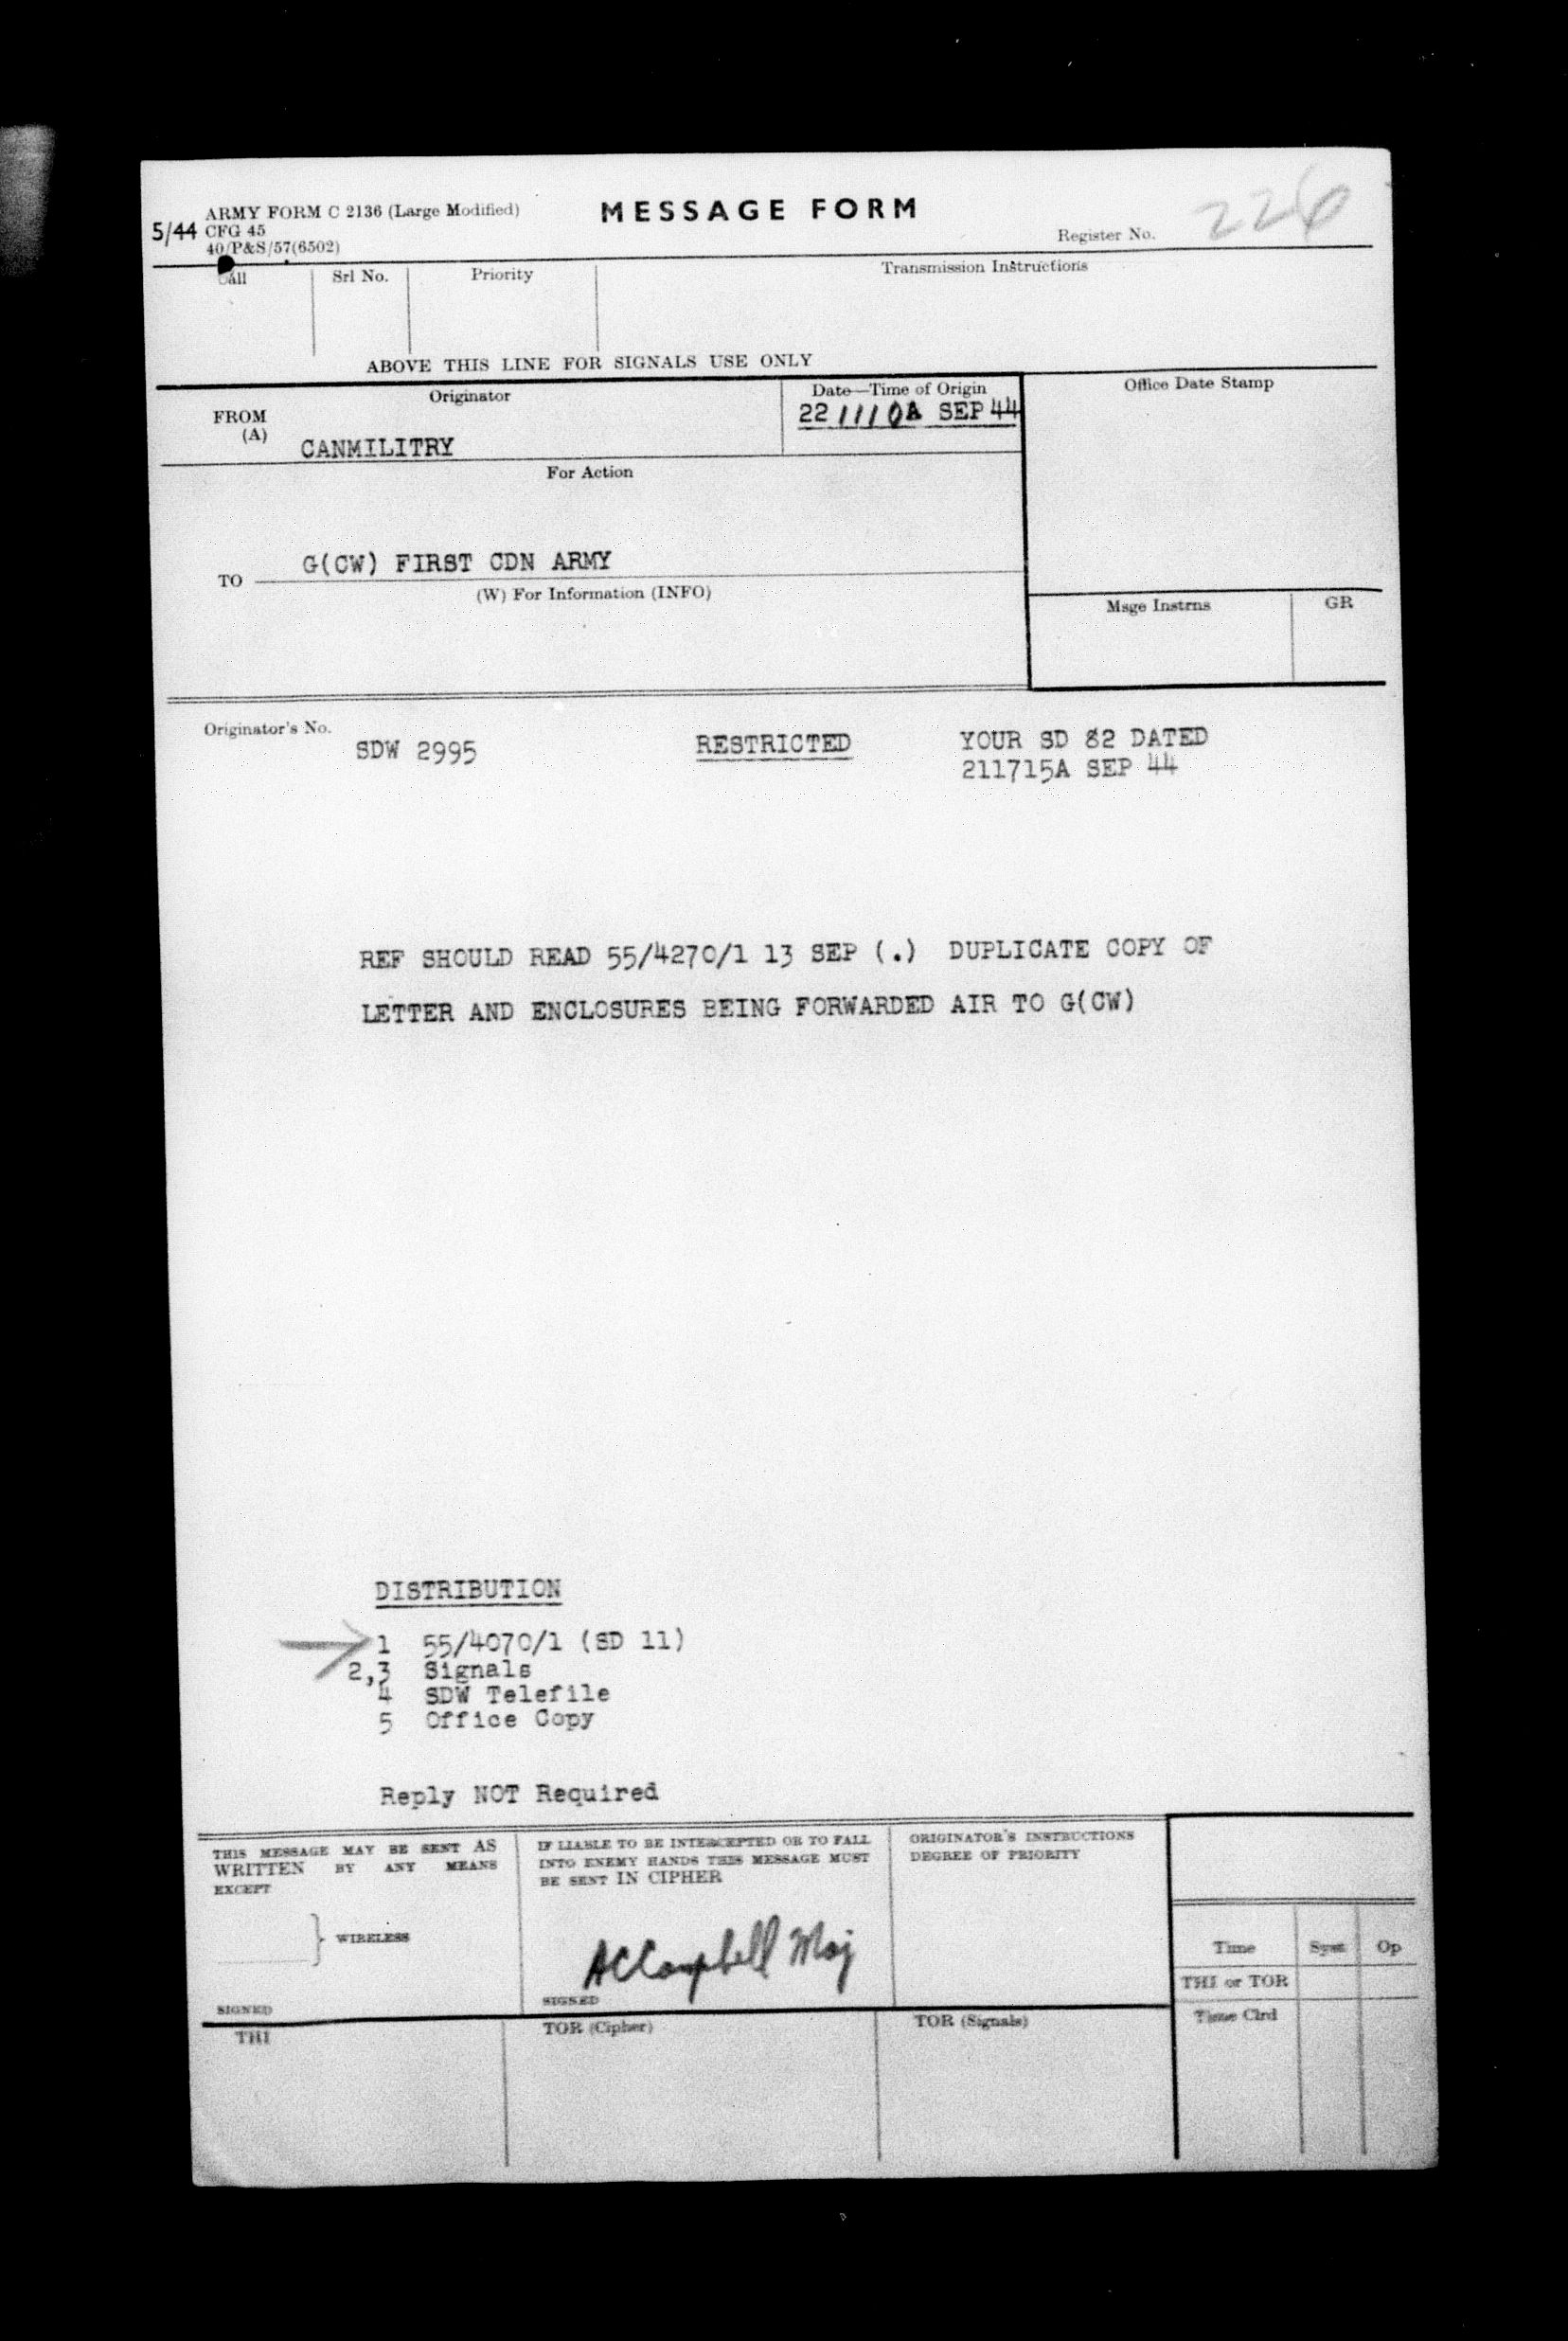 5/44 ARMY FORM C 2136 (Large Modified)
CFG 45
40/P&S/57(6502)
MESSAGE FORM
Register No. 226
Call Srl No. Priority Transmission Instructions
ABOVE THIS LINE FOR SIGNALS USE ONLY
FROM (A) Originator
CANMILITRY
Date—Time of Origin
22 1110A SEP 44
Office Date Stamp
For Action
TO G(CW) FIRST CDN ARMY
(W) For Information (INFO)
Msge Instrns GR
Originator's No. SDW 2995 RESTRICTED YOUR SD 82 DATED
211715A SEP 44
REF SHOULD READ 55/4270/1 13 SEP (.) DUPLICATE COPY OF
LETTER AND ENCLOSURES BEING FORWARDED AIR TO G(CW)
DISTRIBUTION
1 55/4070/1 (SD 11)
2,3 Signals
4 SDW Telefile
5 Office Copy
Reply NOT Required
THIS MESSAGE MAY BE SENT AS
WRITTEN BY ANY MEANS
EXCEPT
WIRELESS
SIGNED
IF LIABLE TO BE INTERCEPTED OR TO FALL
INTO ENEMY HANDS THIS MESSAGE MUST
BE SENT IN CIPHER
ACCampbell Maj
SIGNED
ORIGINATOR'S INSTRUCTIONS
DEGREE OF PRIORITY
Time Syst Op
THI or TOR
Time Clrd
THI TOR (Cipher) TOR (Signals)